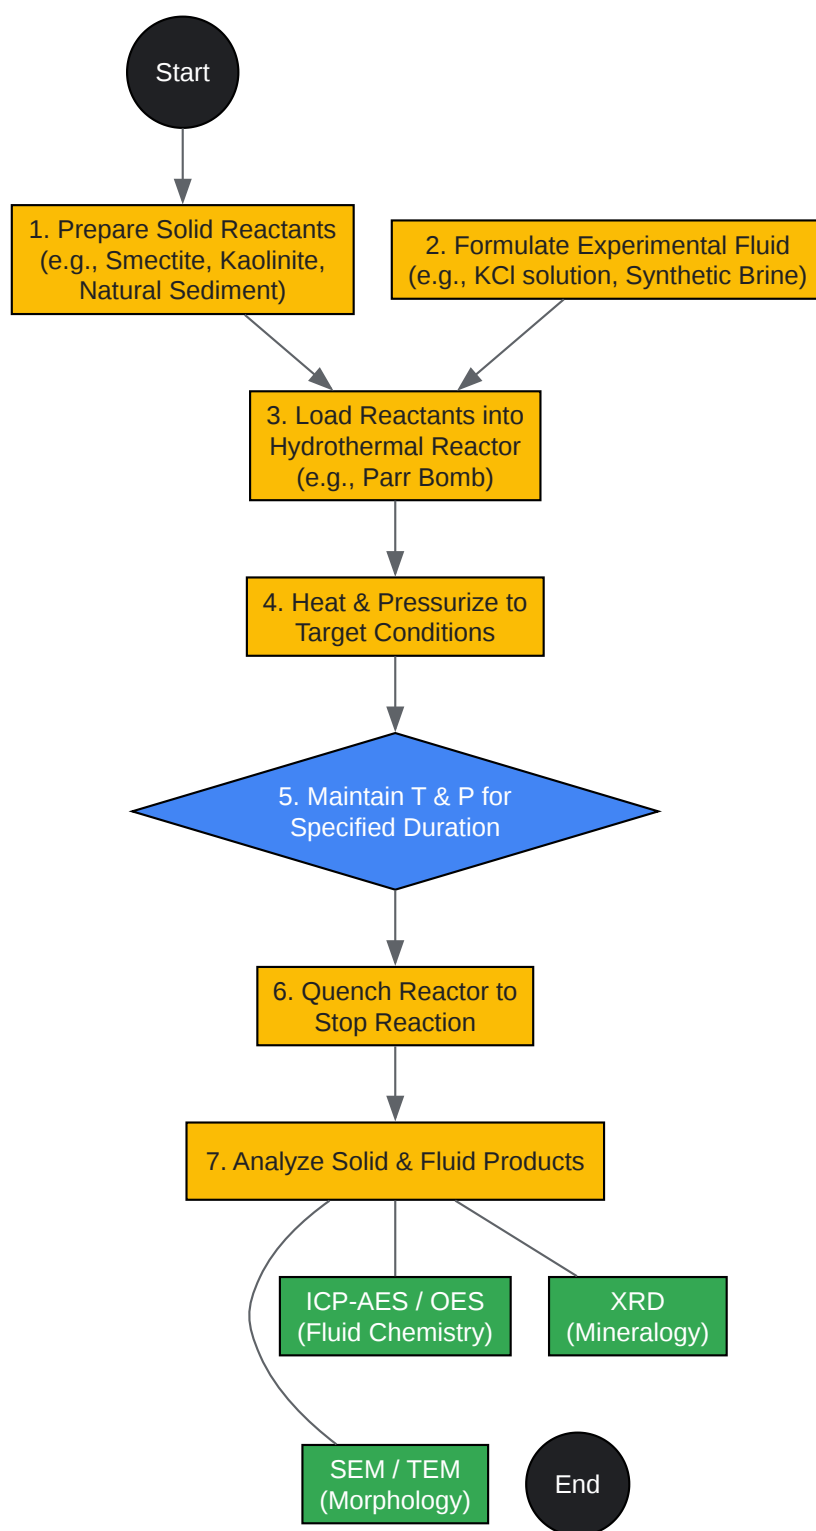 Start
1. Prepare Solid Reactants
(e.g., Smectite, Kaolinite,
Natural Sediment)
2. Formulate Experimental Fluid
(e.g., KCl solution, Synthetic Brine)
3. Load Reactants into
Hydrothermal Reactor
(e.g., Parr Bomb)
4. Heat & Pressurize to
Target Conditions
5. Maintain T & P for
Specified Duration
6. Quench Reactor to
Stop Reaction
7. Analyze Solid & Fluid Products
ICP-AES / OES
(Fluid Chemistry)
XRD
(Mineralogy)
SEM / TEM
(Morphology)
End